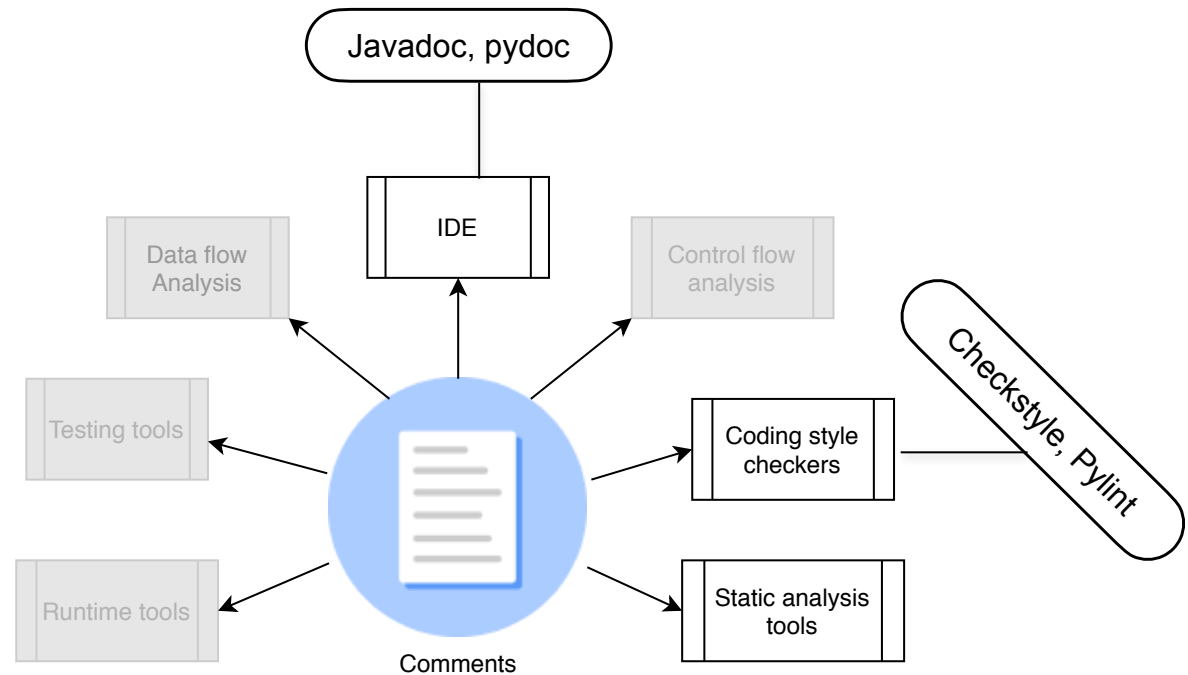 Javadoc, pydoc
IDE
Data flow
Analysis
Control flow
analysis
Checkstyle, Pylint
Testing tools
Coding style
checkers
Runtime tools
Static analysis
tools
Comments